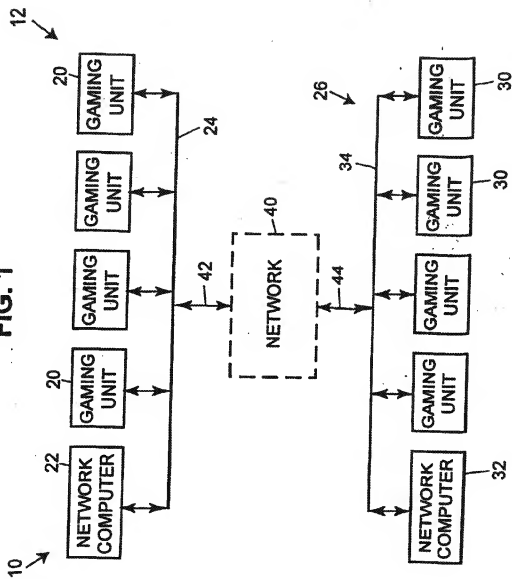 FIG. 1
10
12
22
20
20
NETWORK
COMPUTER
GAMING
UNIT
GAMING
UNIT
GAMING
UNIT
GAMING
UNIT
24
42
40
NETWORK
44
26
34
NETWORK
COMPUTER
GAMING
UNIT
GAMING
UNIT
GAMING
UNIT
GAMING
UNIT
32
30
30